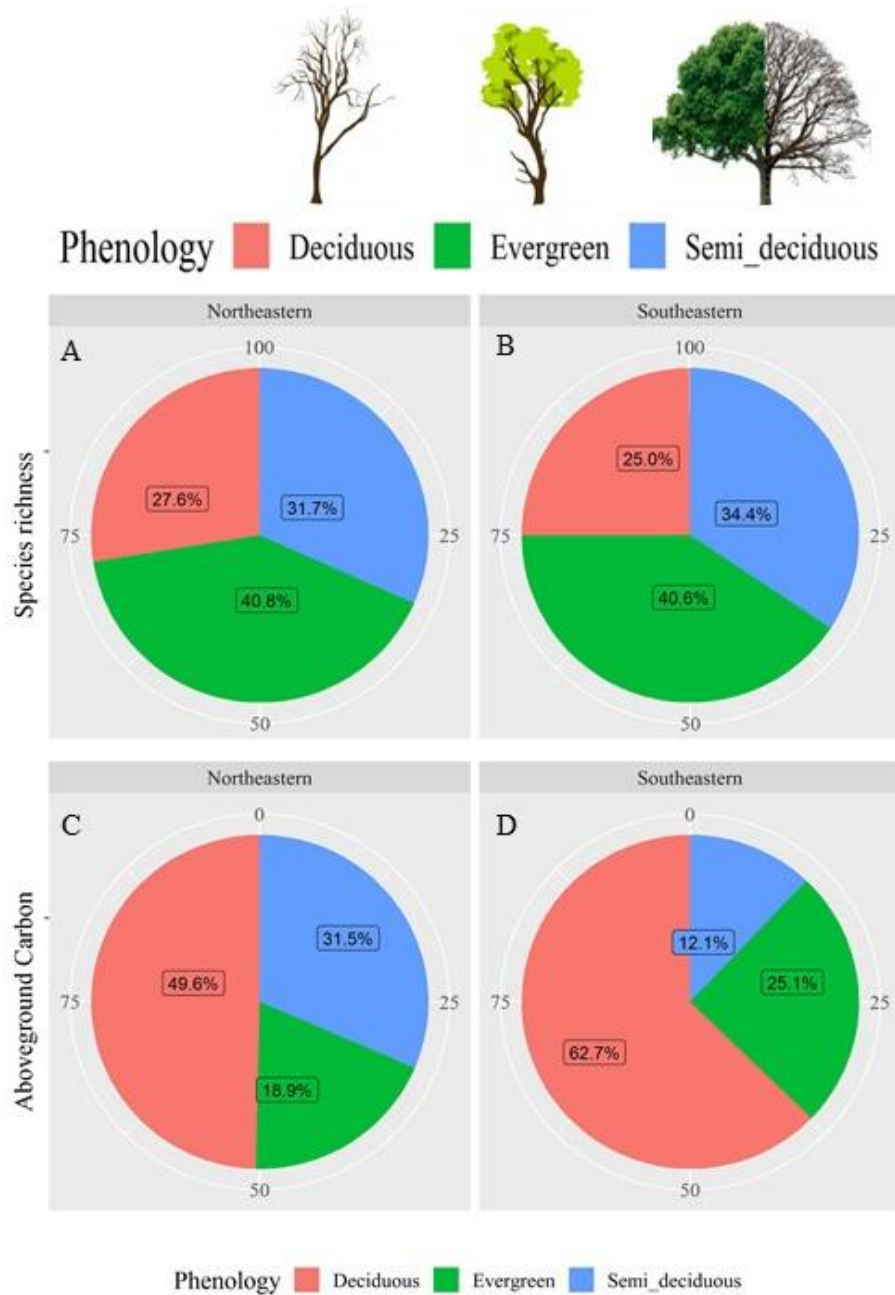 Phenology Deciduous Evergreen Semi_deciduous
Northeastern
Southeastern
Species richness
A
100
27.6%
31.7%
75
25
40.8%
50
B
100
25.0%
34.4%
75
25
40.6%
50
Northeastern
Southeastern
Aboveground Carbon
C
0
31.5%
49.6%
75
25
18.9%
50
D
0
12.1%
25.1%
75
25
62.7%
50
Phenology Deciduous Evergreen Semi_deciduous